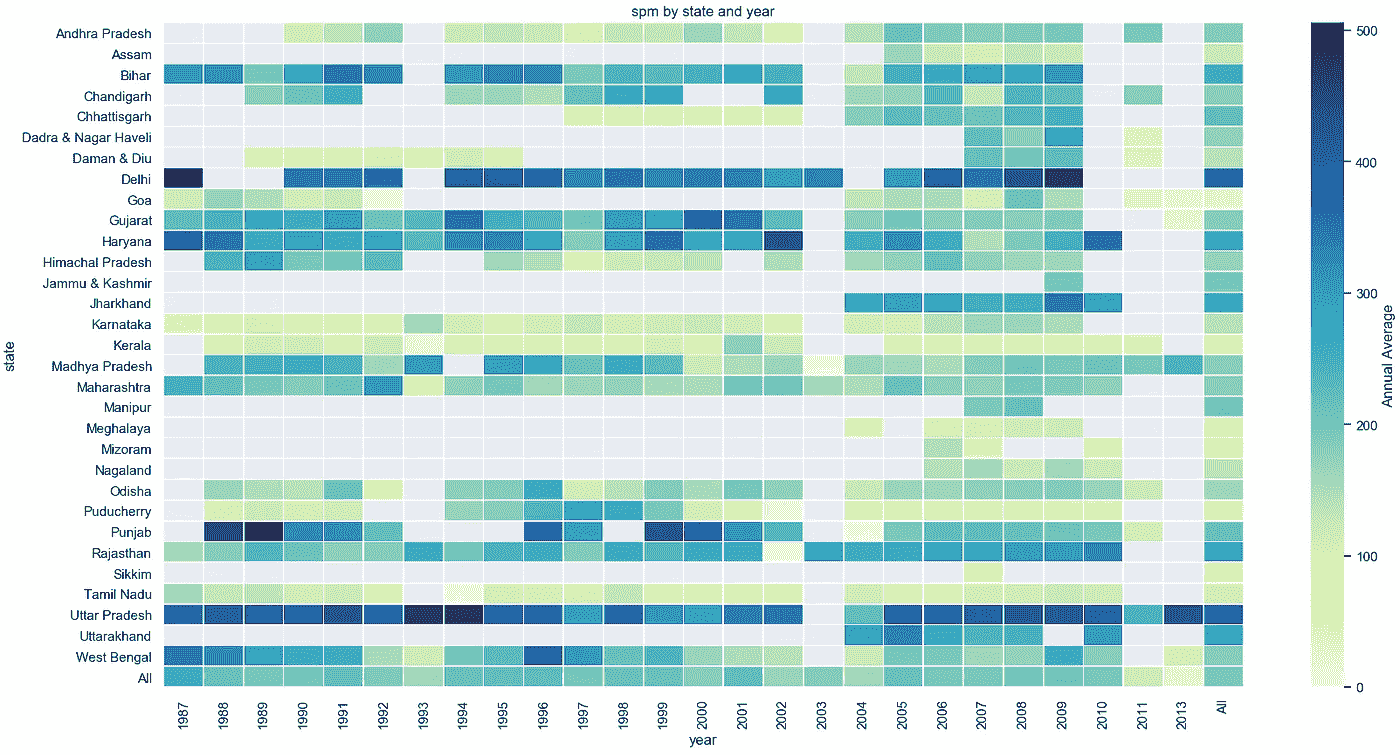 spm by state and year
Andhra Pradesh
Assam
Bihar
Chandigarh
Chhattisgarh
Dadra & Nagar Haveli
Daman & Diu
Delhi
Goa
Gujarat
Haryana
Himachal Pradesh
Jammu & Kashmir
Jharkhand
Karnataka
Kerala
Madhya Pradesh
Maharashtra
Manipur
Meghalaya
Mizoram
Nagaland
Odisha
Puducherry
Punjab
Rajasthan
Sikkim
Tamil Nadu
Uttar Pradesh
Uttarakhand
West Bengal
All
state
1987 1988 1989 1990 1991 1992 1993 1994 1995 1996 1997 1998 1999 2000 2001 2002 2003 2004 2005 2006 2007 2008 2009 2010 2011 2013 All
year
500
400
300
200
100
0
Annual Average